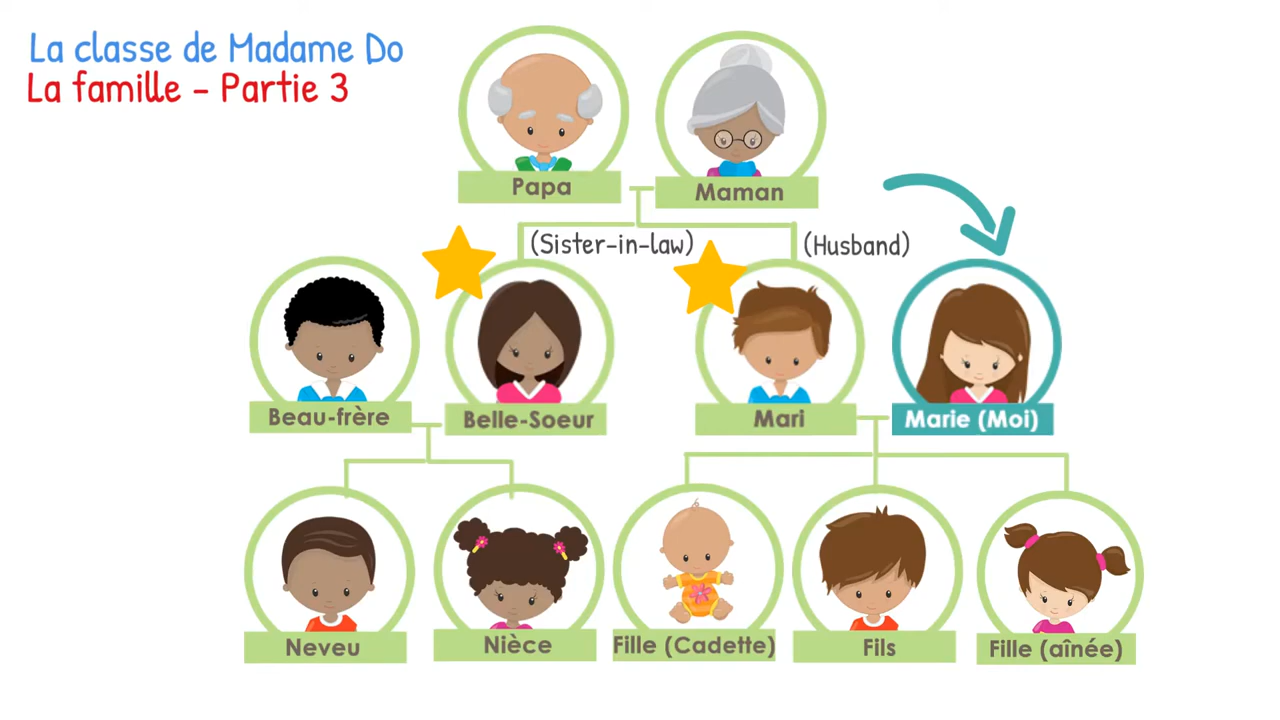 La classe de Madame Do
La famille - Partie 3
Papa
Maman
(Sister-in-law)
(Husband)
Beau-frère
Belle-Soeur
Mari
Marie (Moi)
Neveu
Nièce
Fille (Cadette)
Fils
Fille (aînée)